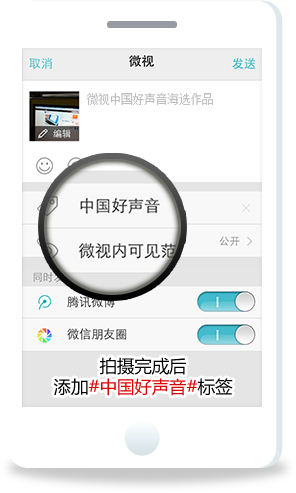 取消 微视 发送
微视中国好声音海选作品
编辑
中国好声音
微视内可见范
公开
同时发
腾讯微博
微信朋友圈
拍摄完成后
添加#中国好声音#标签